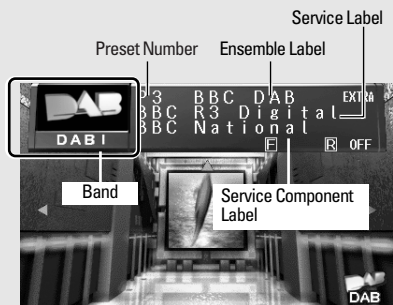 Service Label
Preset Number Ensemble Label
DAB
P3 BBC DAB EXTRA
BBC R3 Digital
BBC National
DAB I
F R OFF
Band
Service Component
Label
DAB